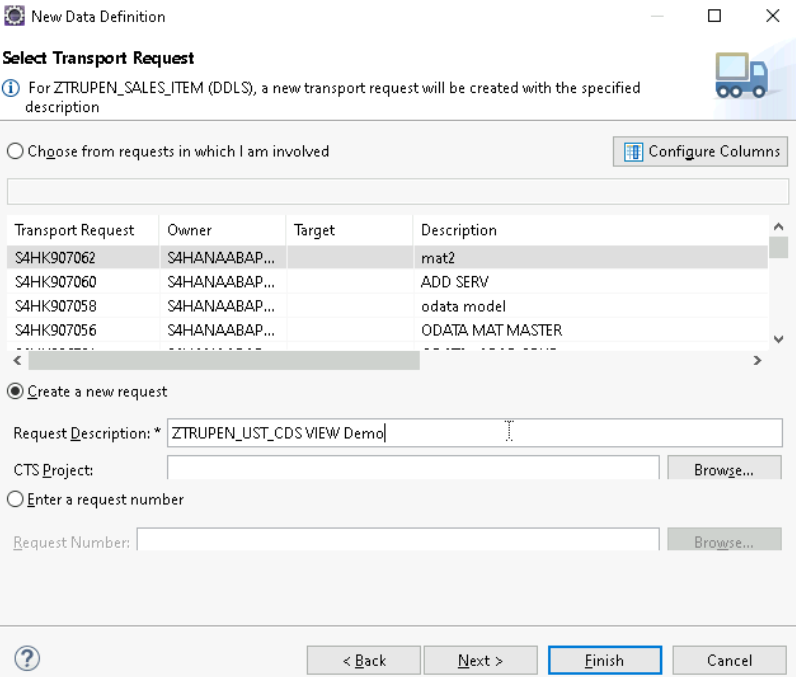 New Data Definition
Select Transport Request
For ZTRUPEN_SALES_ITEM (DDLS), a new transport request will be created with the specified
description
Choose from requests in which I am involved
Configure Columns
Transport Request Owner Target Description
S4HK907062 S4HANAABAP... mat2
S4HK907060 S4HANAABAP... ADD SERV
S4HK907058 S4HANAABAP... odata model
S4HK907056 S4HANAABAP... ODATA MAT MASTER
Create a new request
Request Description: * ZTRUPEN_UST_CDS VIEW Demo
CTS Project: Browse...
Enter a request number
Request Number: Browse...
? < Back Next > Finish Cancel